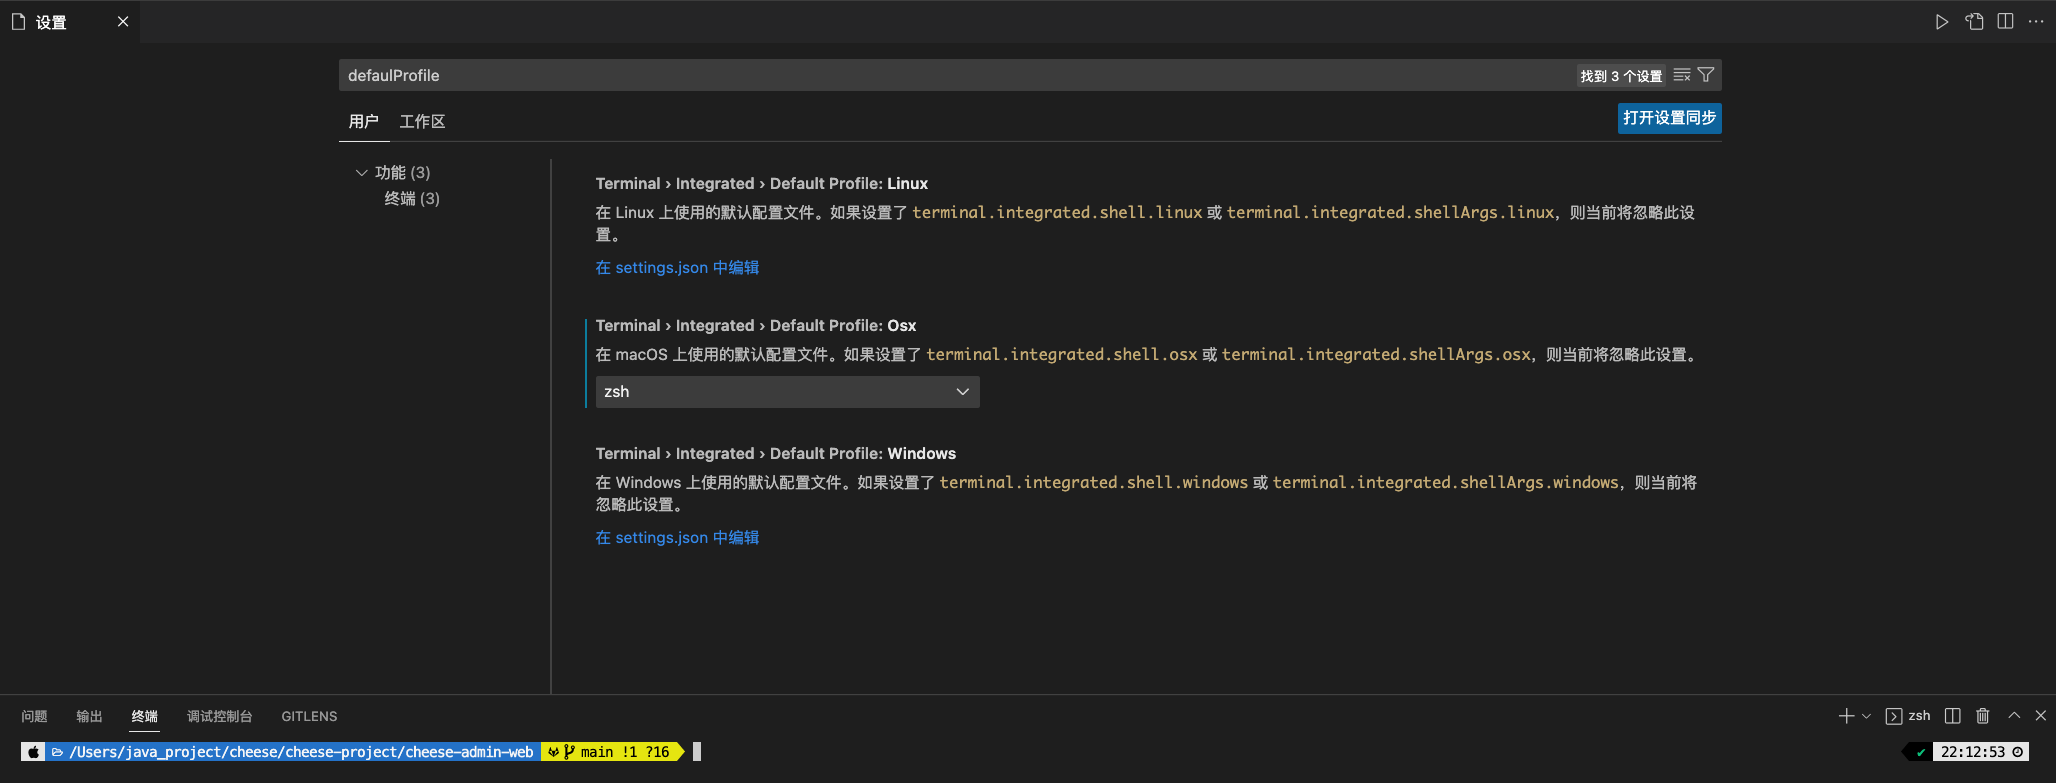 设置
defaulProfile
找到 3 个设置
用户 工作区
打开设置同步
功能 (3)
终端 (3)
Terminal › Integrated › Default Profile: Linux
在 Linux 上使用的默认配置文件。如果设置了 terminal.integrated.shell.linux 或 terminal.integrated.shellArgs.linux，则当前将忽略此设
置。
在 settings.json 中编辑
Terminal › Integrated › Default Profile: Osx
在 macOS 上使用的默认配置文件。如果设置了 terminal.integrated.shell.osx 或 terminal.integrated.shellArgs.osx，则当前将忽略此设置。
zsh
Terminal › Integrated › Default Profile: Windows
在 Windows 上使用的默认配置文件。如果设置了 terminal.integrated.shell.windows 或 terminal.integrated.shellArgs.windows，则当前将
忽略此设置。
在 settings.json 中编辑
问题 输出 终端 调试控制台 GITLENS
zsh
/Users/java_project/cheese/cheese-project/cheese-admin-web main !1 ?16
22:12:53